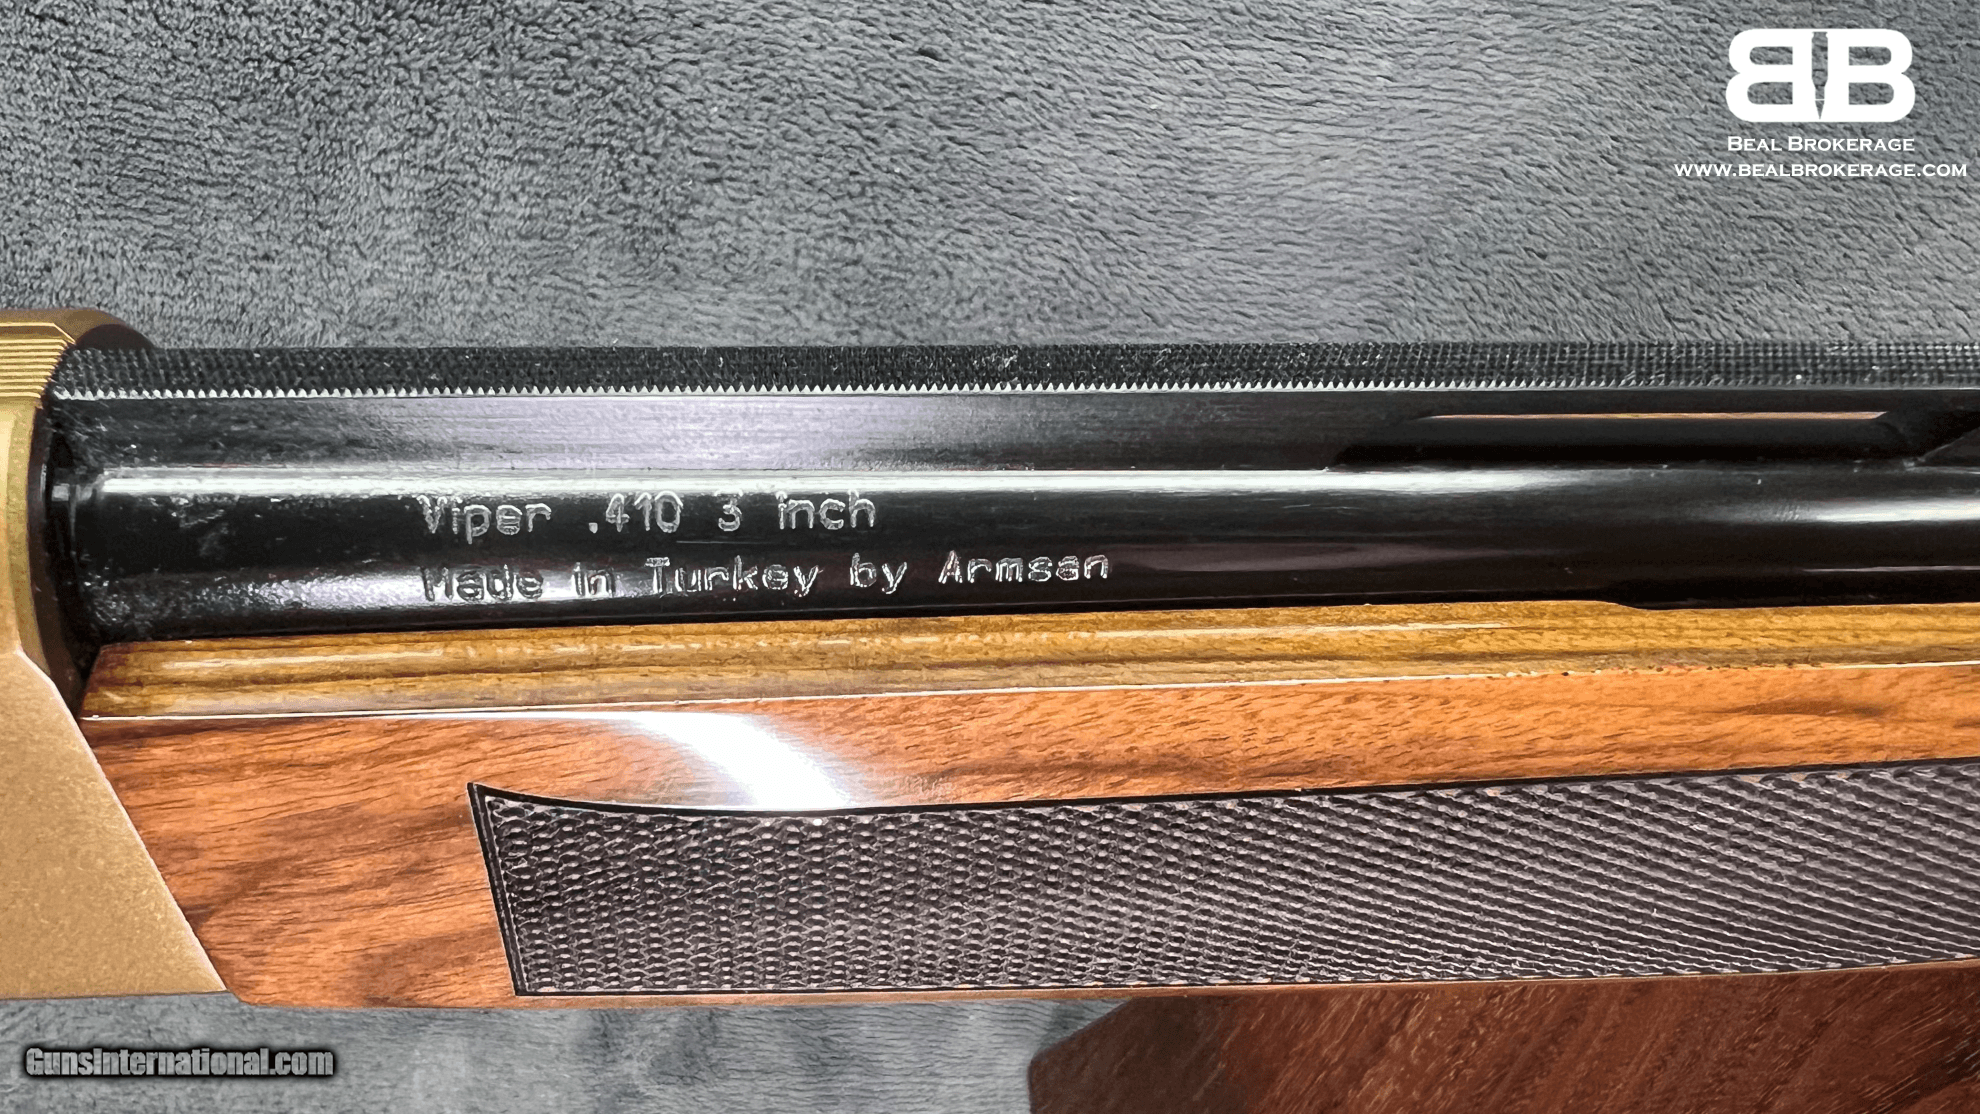 BB
BEAL BROKERAGE
WWW.BEALBROKERAGE.COM
Viper .410 3 inch
Made in Turkey by Armsan
GunsInternational.com